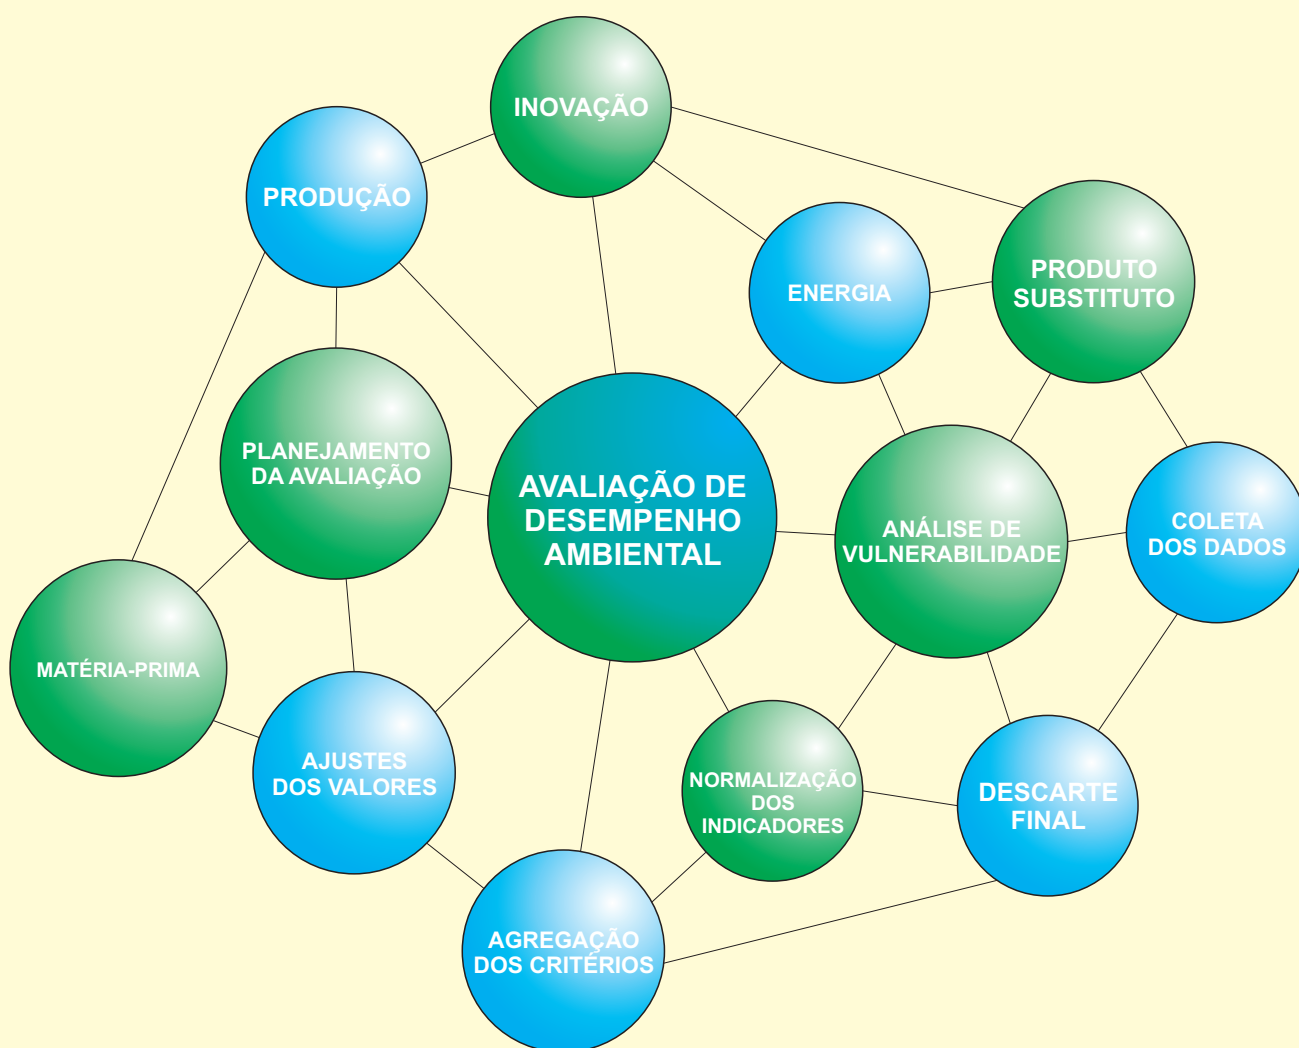 INOVAÇÃO
PRODUÇÃO
PRODUTO
SUBSTITUTO
ENERGIA
PLANEJAMENTO
DA AVALIAÇÃO
AVALIAÇÃO DE
DESEMPENHO
AMBIENTAL
ANÁLISE DE
VULNERABILIDADE
COLETA
DOS DADOS
MATÉRIA-PRIMA
AJUSTES
DOS VALORES
NORMALIZAÇÃO
DOS
INDICADORES
DESCARTE
FINAL
AGREGAÇÃO
DOS CRITÉRIOS